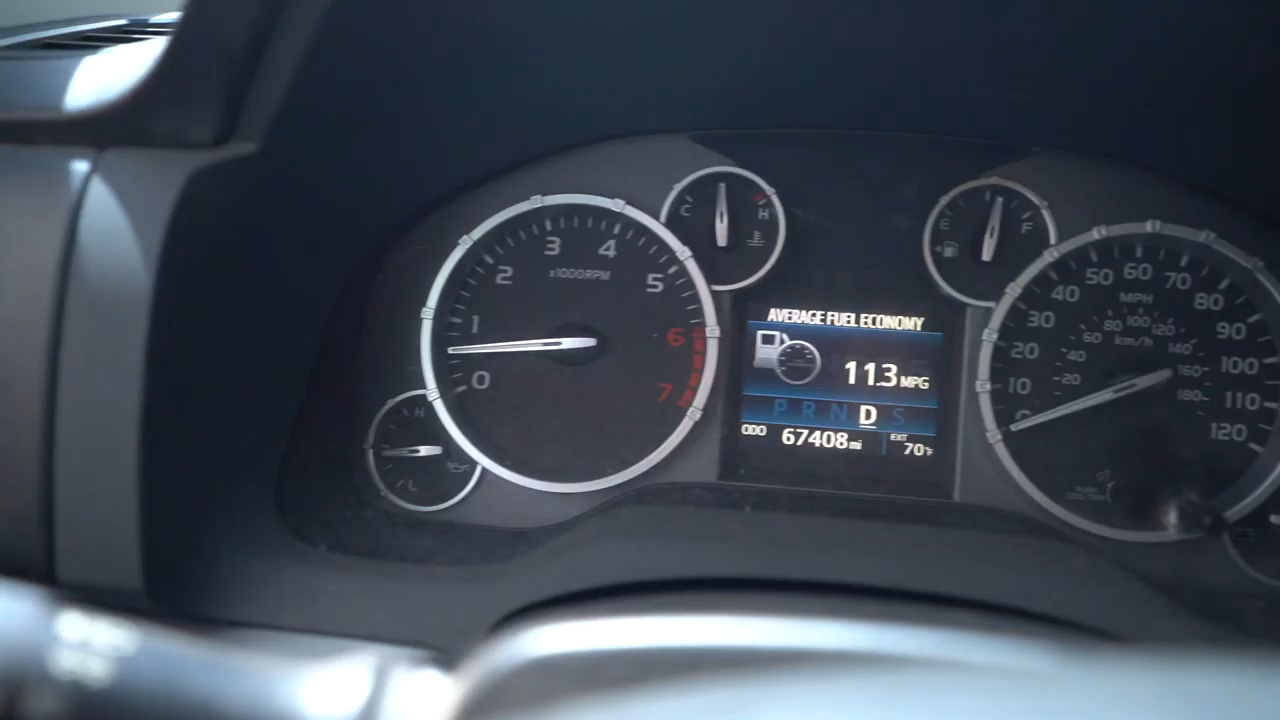 C
H
E
F
3 4
2 5
x1000RPM
1 6
0 7
H
L
AVERAGE FUEL ECONOMY
11.3 MPG
P R N D S
ODO 67408 mi EXT 70°F
50 60 70
40 80
MPH
30 90
80 100 120
60 km/h 140
20 100
40 160
10 20 180 110
0 120